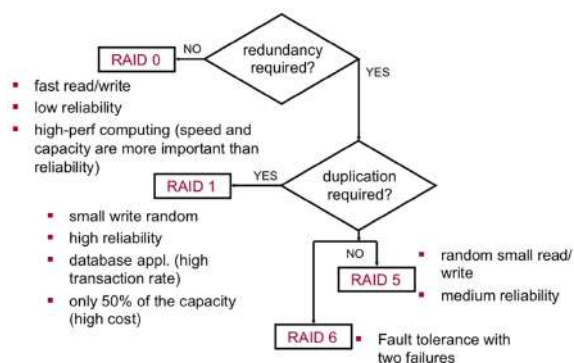 redundancy
required?
NO
RAID 0
YES
fast read/write
low reliability
high-perf computing (speed and
capacity are more important than
reliability)
YES
duplication
required?
RAID 1
small write random
high reliability
database appl. (high
transaction rate)
only 50% of the capacity
(high cost)
NO
RAID 5
random small read/
write
medium reliability
RAID 6
Fault tolerance with
two failures